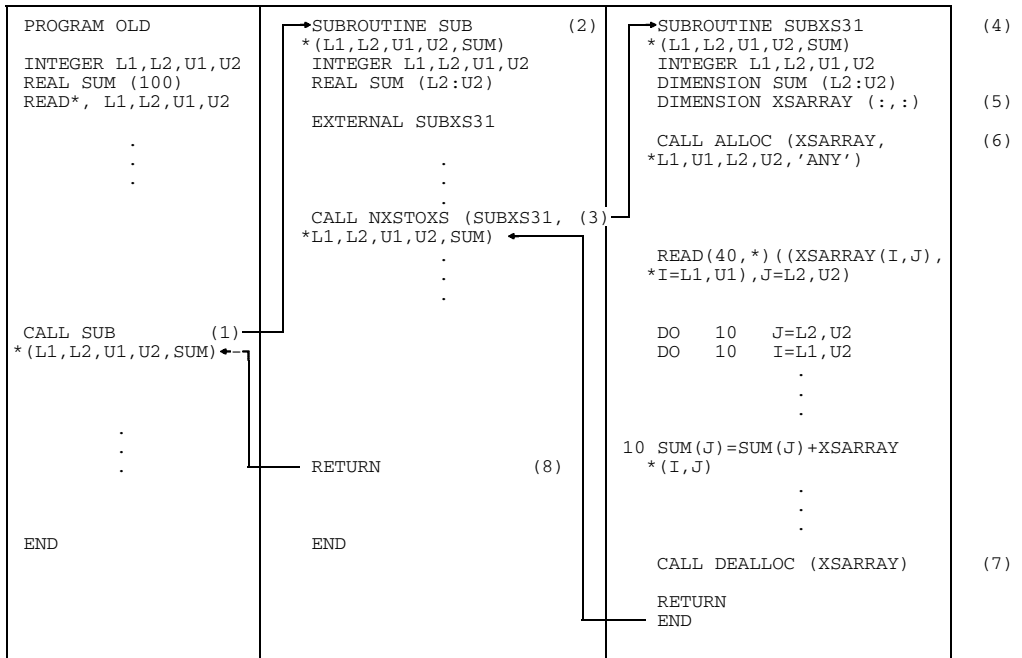 PROGRAM OLD
INTEGER L1,L2,U1,U2
REAL SUM (100)
READ*, L1,L2,U1,U2
.
.
.
CALL SUB (1)
*(L1,L2,U1,U2,SUM)
.
.
.
END
SUBROUTINE SUB (2)
*(L1,L2,U1,U2,SUM)
INTEGER L1,L2,U1,U2
REAL SUM (L2:U2)
EXTERNAL SUBXS31
.
.
.
CALL NXSTOXS (SUBXS31, (3)
*L1,L2,U1,U2,SUM)
.
.
.
RETURN (8)
END
SUBROUTINE SUBXS31 (4)
*(L1,L2,U1,U2,SUM)
INTEGER L1,L2,U1,U2
DIMENSION SUM (L2:U2)
DIMENSION XSARRAY (:,:) (5)
CALL ALLOC (XSARRAY, (6)
*L1,U1,L2,U2,'ANY')
READ(40,*)((XSARRAY(I,J),
*I=L1,U1),J=L2,U2)
DO 10 J=L2,U2
DO 10 I=L1,U2
.
.
.
10 SUM(J)=SUM(J)+XSARRAY
*(I,J)
.
.
.
CALL DEALLOC (XSARRAY) (7)
RETURN
END